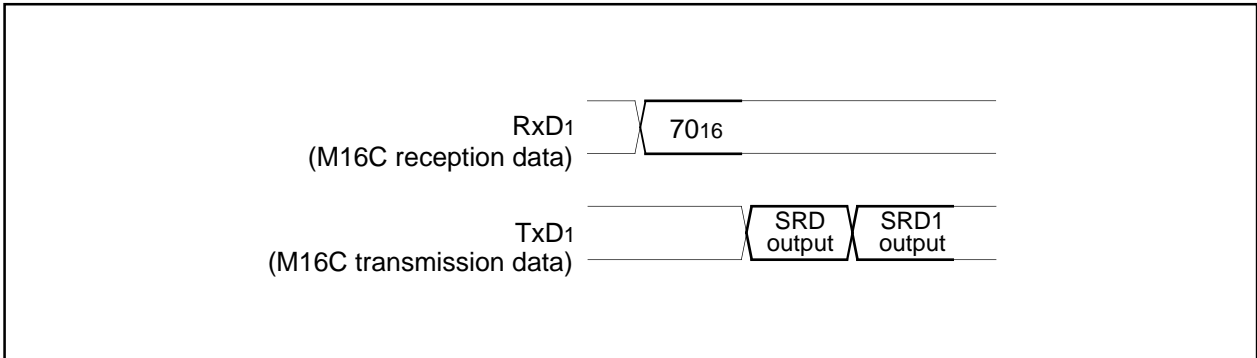 RxD1
(M16C reception data)
7016
TxD1
(M16C transmission data)
SRD
output
SRD1
output